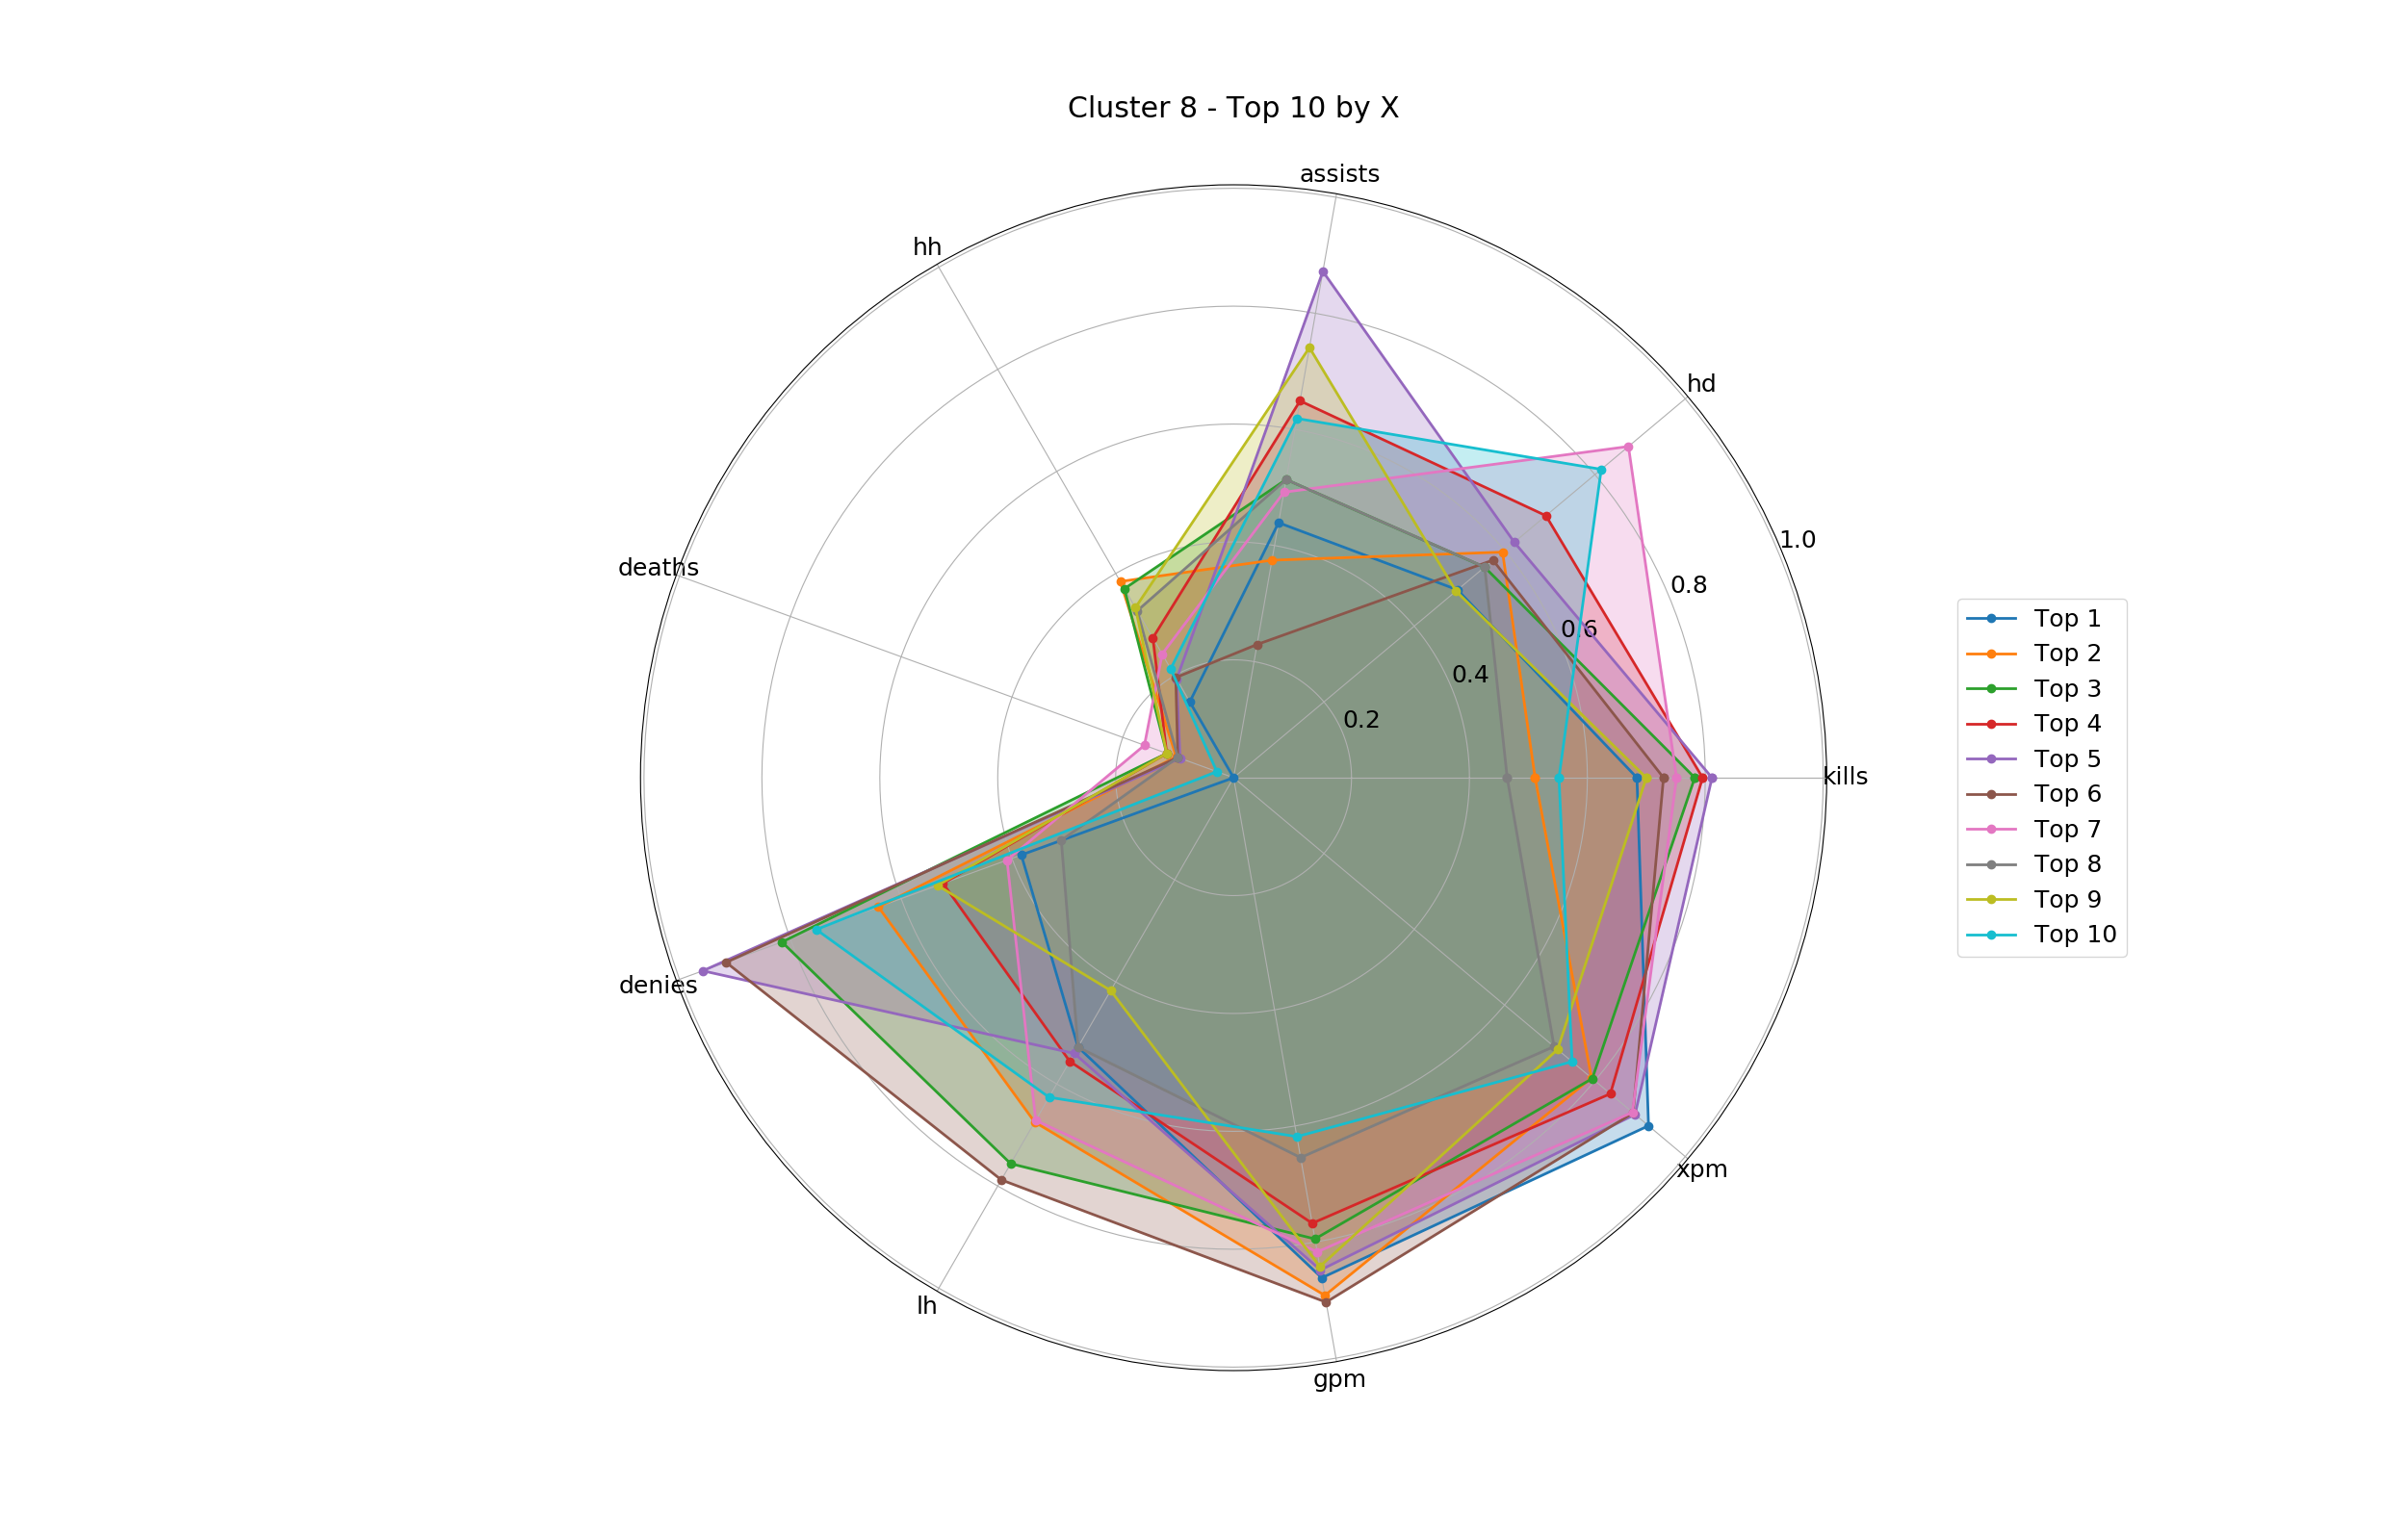 Cluster 8 - Top 10 by X
assists
hh
hd
deaths
1.0
0.8
0.6
0.4
0.2
kills
denies
lh
gpm
xpm
Top 1
Top 2
Top 3
Top 4
Top 5
Top 6
Top 7
Top 8
Top 9
Top 10